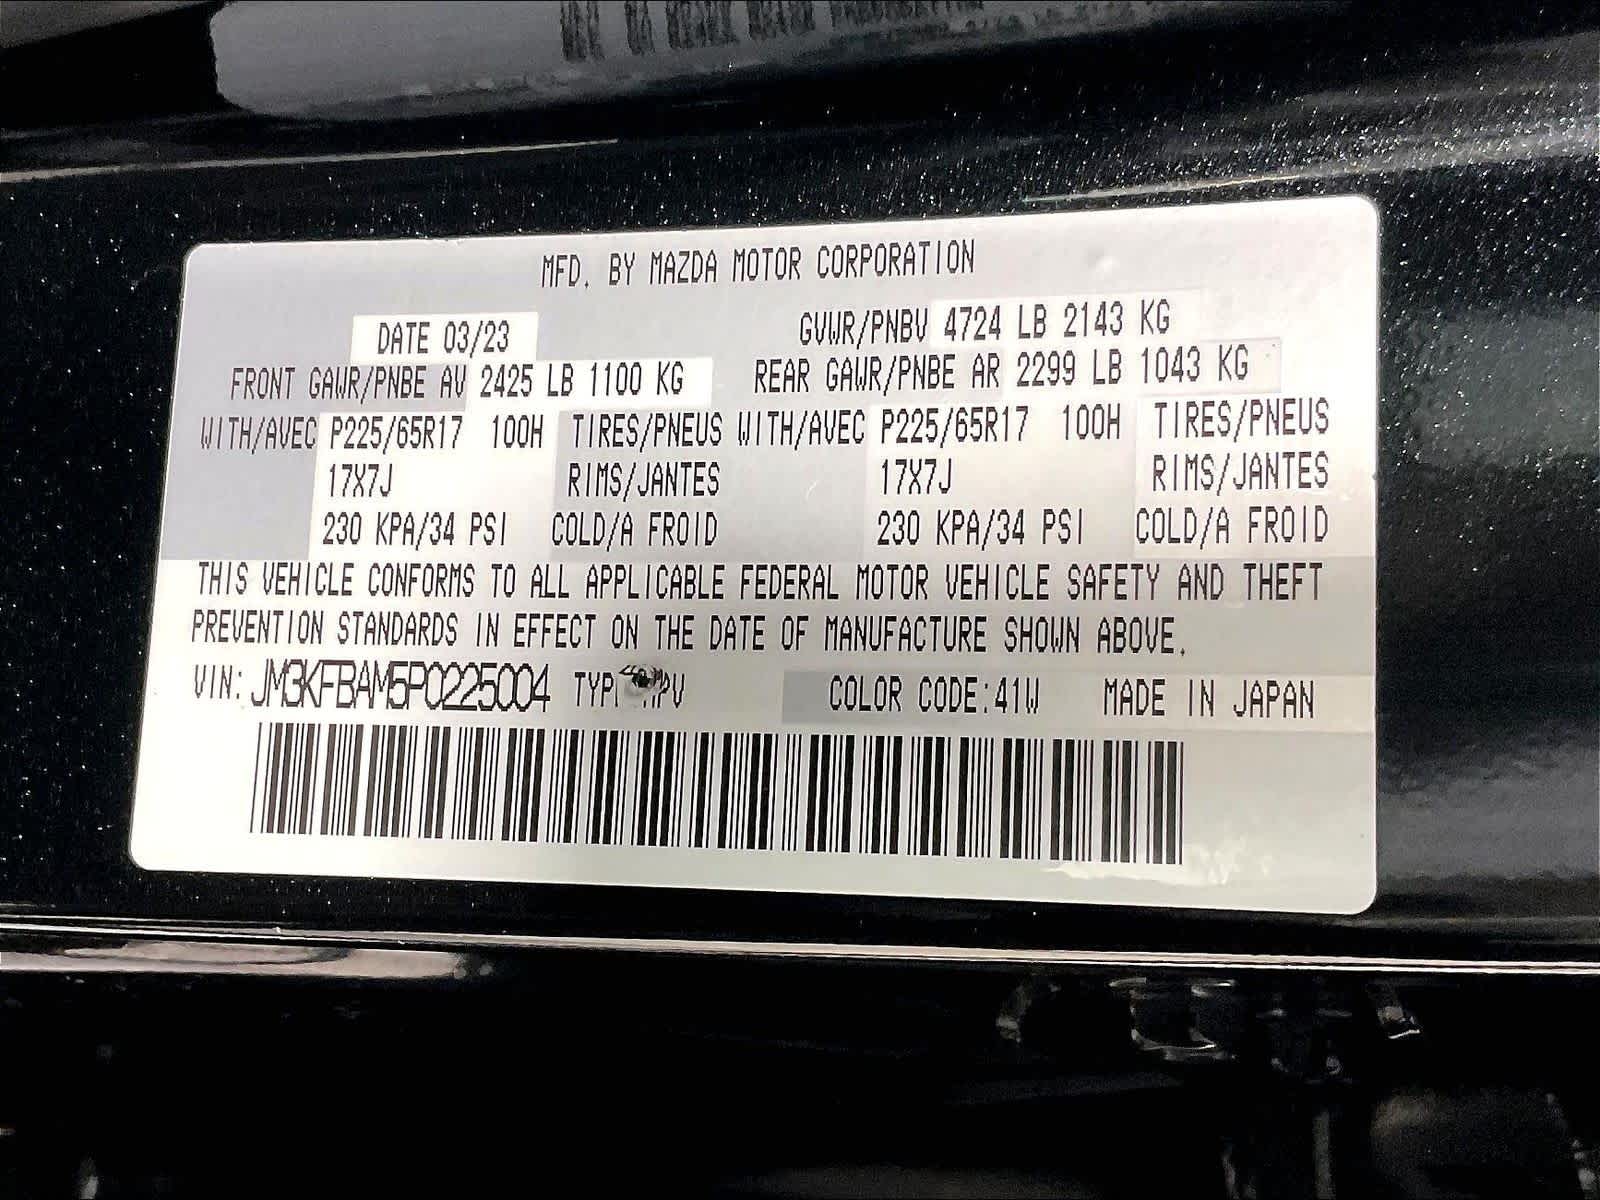 MFD. BY MAZDA MOTOR CORPORATION
DATE 03/23 GVWR/PNBV 4724 LB 2143 KG
FRONT GAWR/PNBE AV 2425 LB 1100 KG REAR GAWR/PNBE AR 2299 LB 1043 KG
WITH/AVEC P225/65R17 100H TIRES/PNEUS WITH/AVEC P225/65R17 100H TIRES/PNEUS
17X7J RIMS/JANTES 17X7J RIMS/JANTES
230 KPA/34 PSI COLD/A FROID 230 KPA/34 PSI COLD/A FROID
THIS VEHICLE CONFORMS TO ALL APPLICABLE FEDERAL MOTOR VEHICLE SAFETY AND THEFT
PREVENTION STANDARDS IN EFFECT ON THE DATE OF MANUFACTURE SHOWN ABOVE.
VIN: JM3KFBAM5P0225004 COLOR CODE:41W MADE IN JAPAN